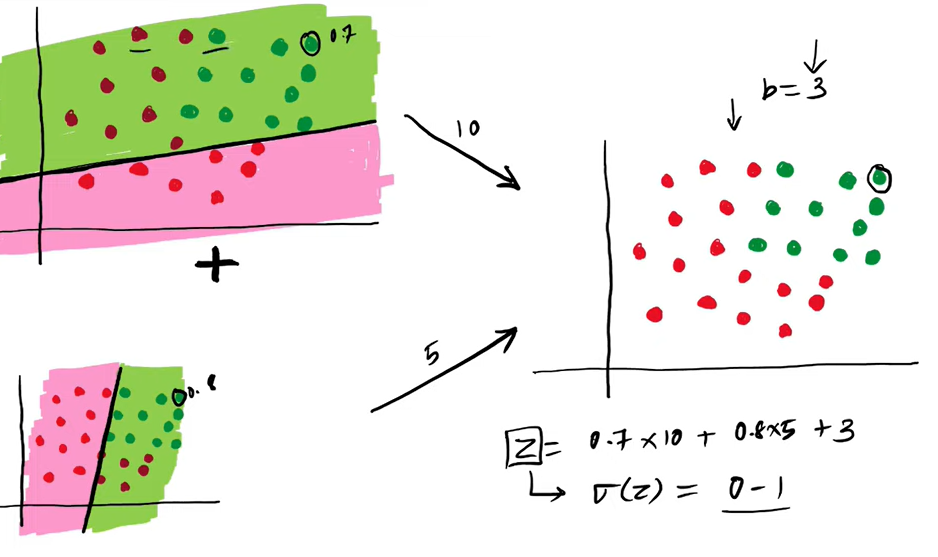 0.7
10
b = 3
+
5
0.8
z = 0.7 × 10 + 0.8 × 5 + 3
σ(z) = 0 - 1